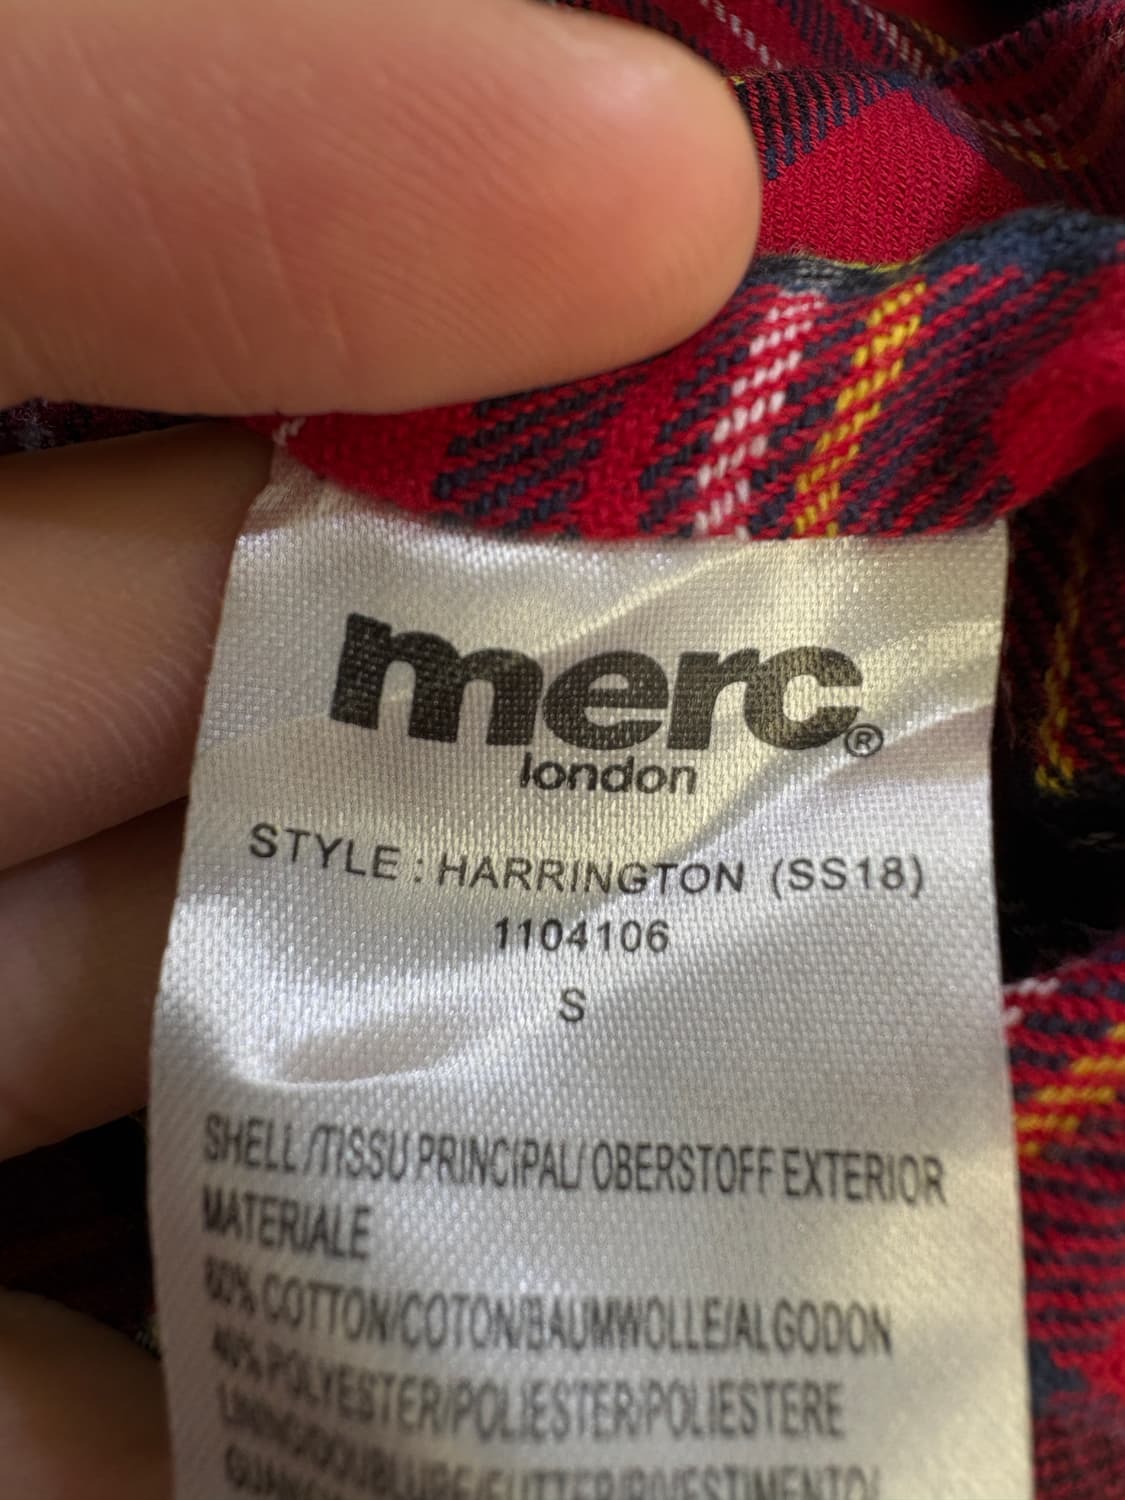 merc®
london
STYLE : HARRINGTON (SS18)
1104106
S
SHELL/TISSU PRINCIPAL/ OBERSTOFF EXTERIOR
MATERIALE
60% COTTON/COTON/BAUMWOLLE/ALGODON
40% POLYESTER/POLIESTER/POLIESTERE